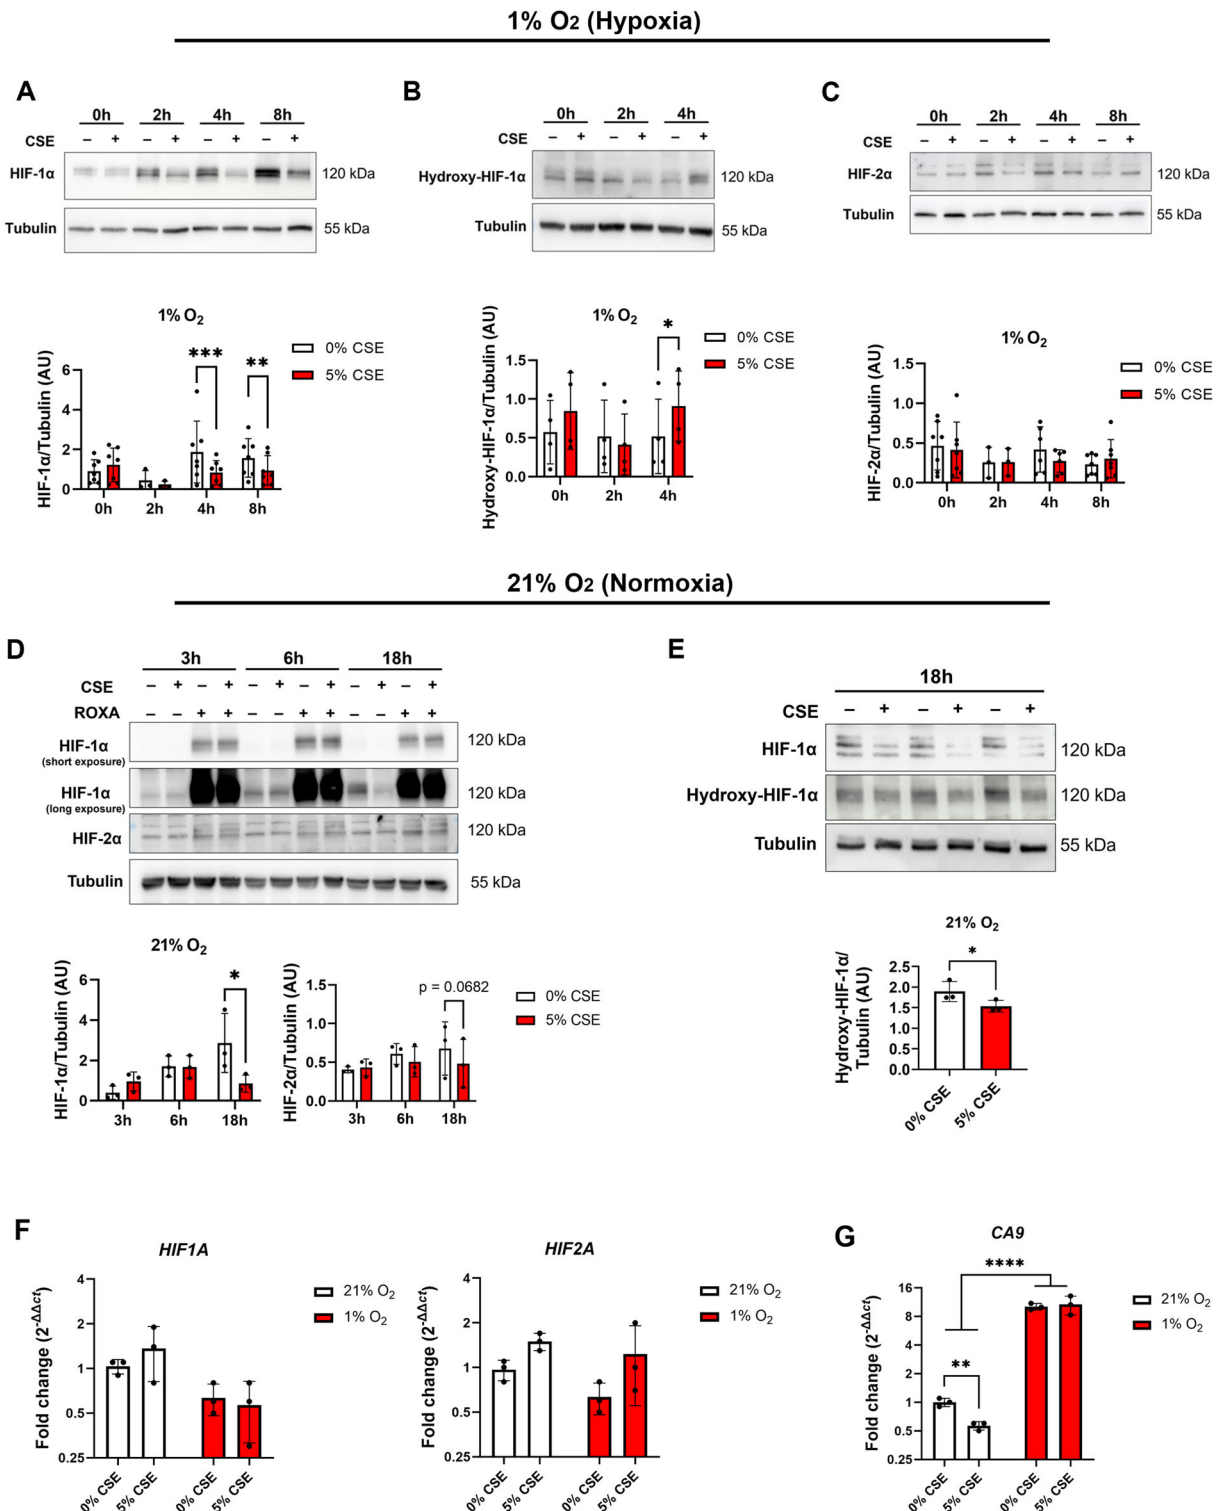 1% O2 (Hypoxia)
A
0h 2h 4h 8h
CSE – + – + – + – +
HIF-1α 120 kDa
Tubulin 55 kDa
1% O2
HIF-1α/Tubulin (AU)
6
4
2
0
*** **
0h 2h 4h 8h
0% CSE
5% CSE
B
0h 2h 4h
CSE – + – + – +
Hydroxy-HIF-1α 120 kDa
Tubulin 55 kDa
1% O2
Hydroxy-HIF-1α/Tubulin (AU)
1.5
1.0
0.5
0.0
*
0h 2h 4h
0% CSE
5% CSE
C
0h 2h 4h 8h
CSE – + – + – + – +
HIF-2α 120 kDa
Tubulin 55 kDa
1% O2
HIF-2α/Tubulin (AU)
1.5
1.0
0.5
0.0
0h 2h 4h 8h
0% CSE
5% CSE
21% O2 (Normoxia)
D
3h 6h 18h
CSE – + – + – + – + – + – +
ROXA – – + + – – + + – – + +
HIF-1α 120 kDa
(short exposure)
HIF-1α 120 kDa
(long exposure)
HIF-2α 120 kDa
Tubulin 55 kDa
21% O2
HIF-1α/Tubulin (AU)
6
4
2
0
*
3h 6h 18h
HIF-2α/Tubulin (AU)
1.5
1.0
0.5
0.0
p = 0.0682
3h 6h 18h
0% CSE
5% CSE
E
18h
CSE – + – + – +
HIF-1α 120 kDa
Hydroxy-HIF-1α 120 kDa
Tubulin 55 kDa
21% O2
Hydroxy-HIF-1α/
Tubulin (AU)
2.5
2.0
1.5
1.0
0.5
0.0
*
0% CSE 5% CSE
F
HIF1A
Fold change (2-ΔΔct)
4
2
1
0.5
0.25
0% CSE 5% CSE 0% CSE 5% CSE
21% O2
1% O2
HIF2A
Fold change (2-ΔΔct)
4
2
1
0.5
0.25
0% CSE 5% CSE 0% CSE 5% CSE
21% O2
1% O2
G
CA9
Fold change (2-ΔΔct)
16
8
4
2
1
0.5
0.25
****
**
0% CSE 5% CSE 0% CSE 5% CSE
21% O2
1% O2